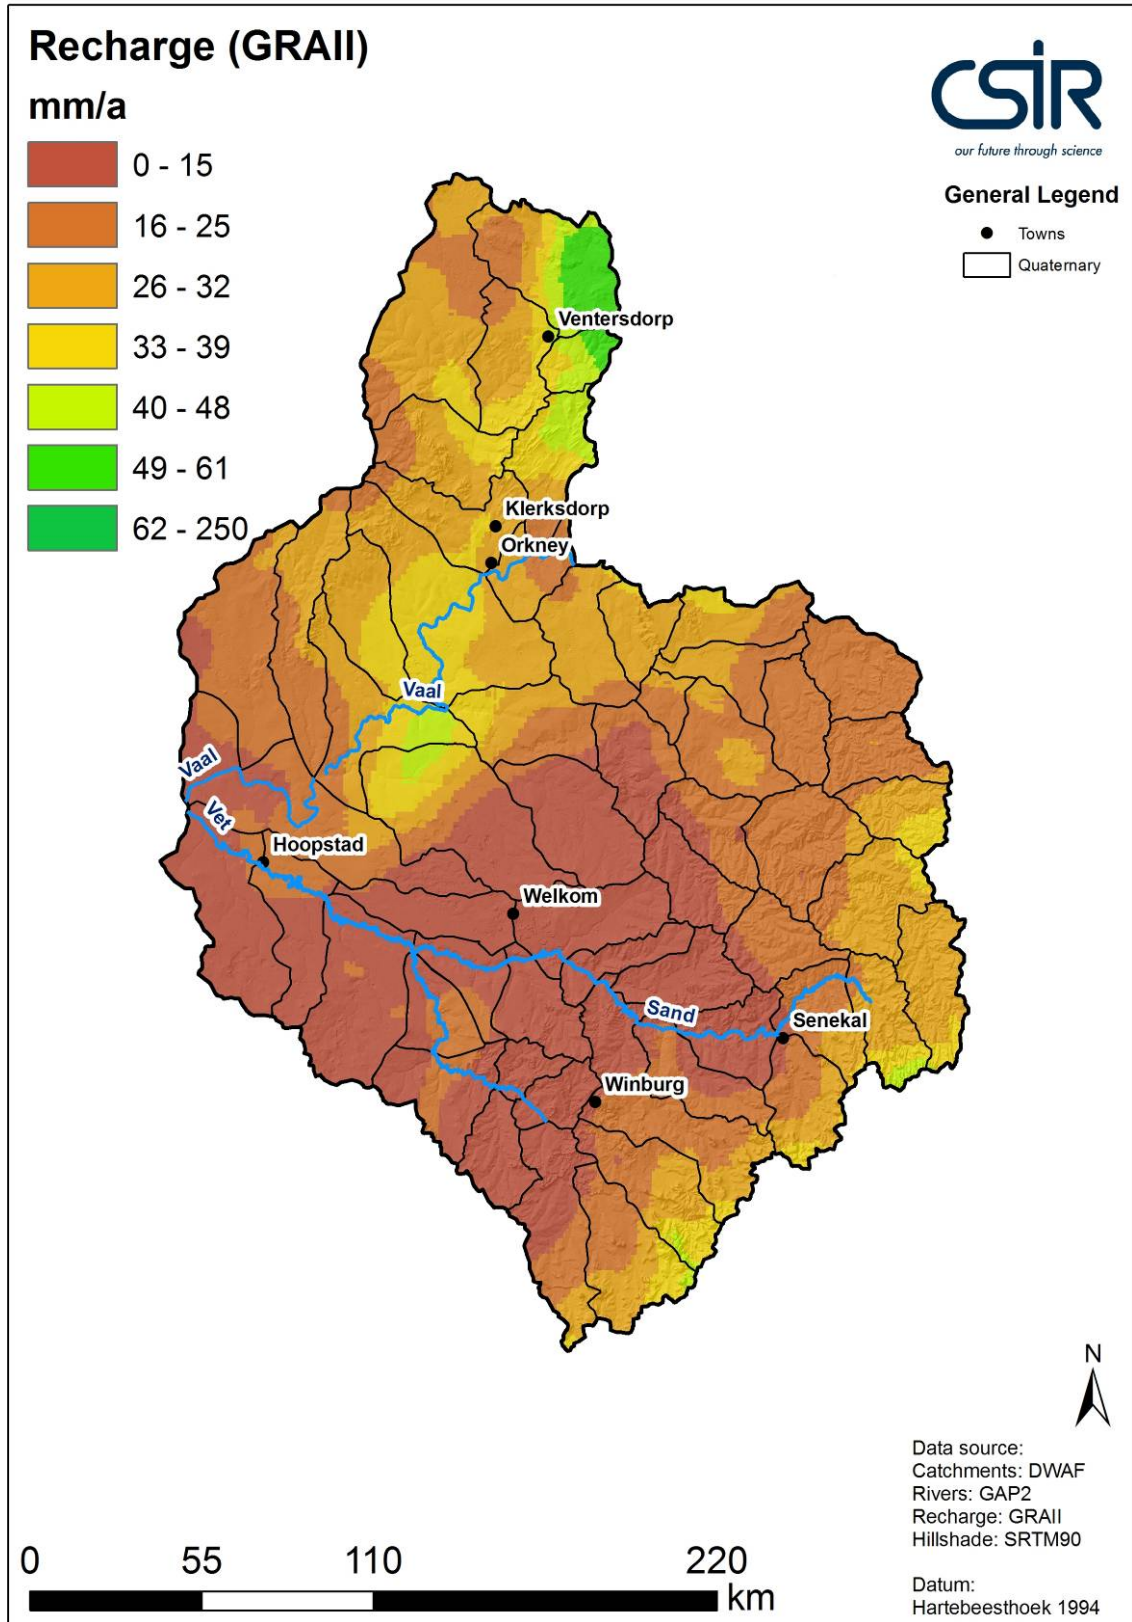 Recharge (GRAII)
mm/a
0 - 15
16 - 25
26 - 32
33 - 39
40 - 48
49 - 61
62 - 250
CSIR
our future through science
General Legend
Towns
Quaternary
Ventersdorp
Klerksdorp
Orkney
Vaal
Vaal
Vet
Hoopstad
Welkom
Sand
Senekal
Winburg
N
Data source:
Catchments: DWAF
Rivers: GAP2
Recharge: GRAII
Hillshade: SRTM90
Datum:
Hartebeesthoek 1994
0 55 110 220
km